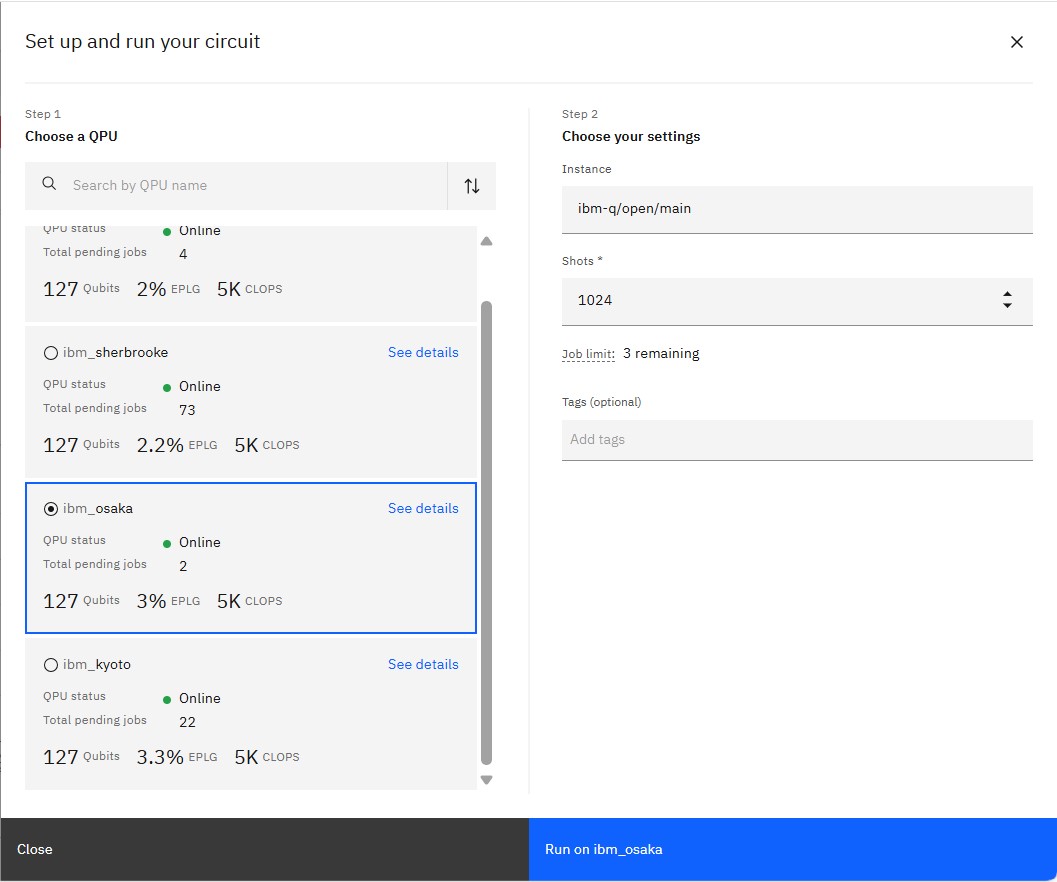 Set up and run your circuit
Step 1
Choose a QPU
Search by QPU name
QPU status Online
Total pending jobs 4
127 Qubits 2% EPLG 5K CLOPS
ibm_sherbrooke See details
QPU status Online
Total pending jobs 73
127 Qubits 2.2% EPLG 5K CLOPS
ibm_osaka See details
QPU status Online
Total pending jobs 2
127 Qubits 3% EPLG 5K CLOPS
ibm_kyoto See details
QPU status Online
Total pending jobs 22
127 Qubits 3.3% EPLG 5K CLOPS
Step 2
Choose your settings
Instance
ibm-q/open/main
Shots *
1024
Job limit: 3 remaining
Tags (optional)
Add tags
Close
Run on ibm_osaka